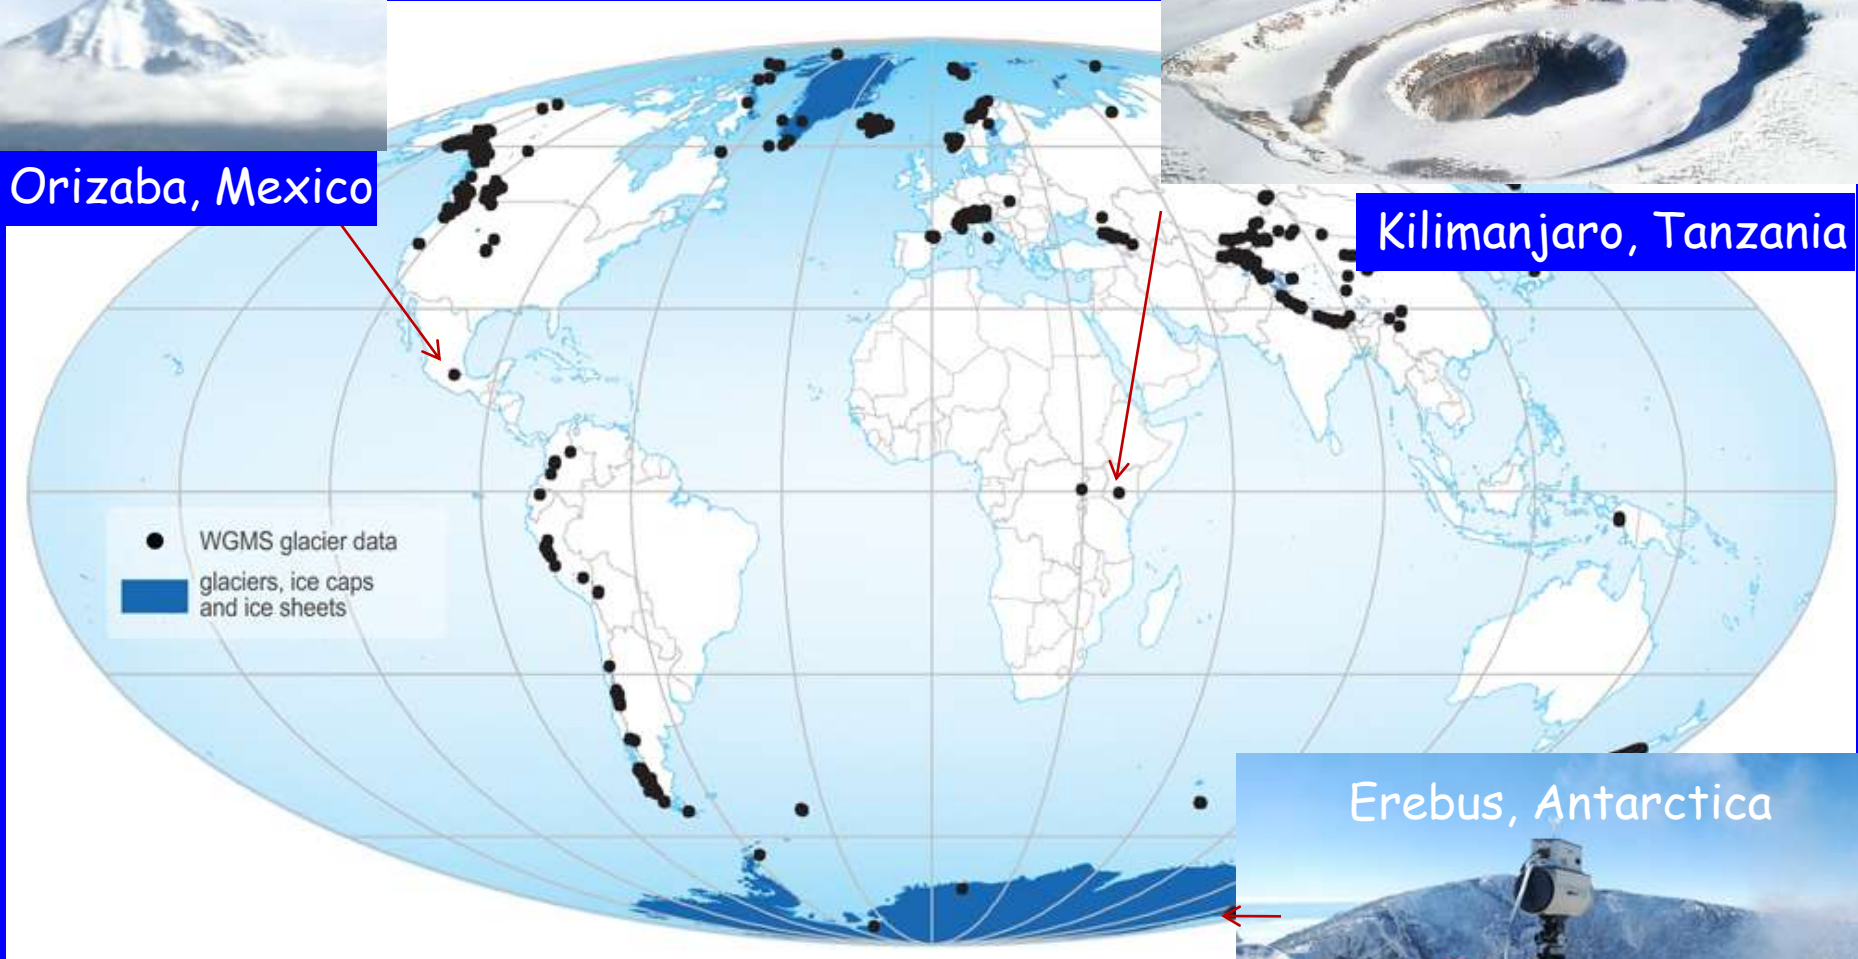 Orizaba, Mexico
Kilimanjaro, Tanzania
WGMS glacier data
glaciers, ice caps
and ice sheets
Erebus, Antarctica